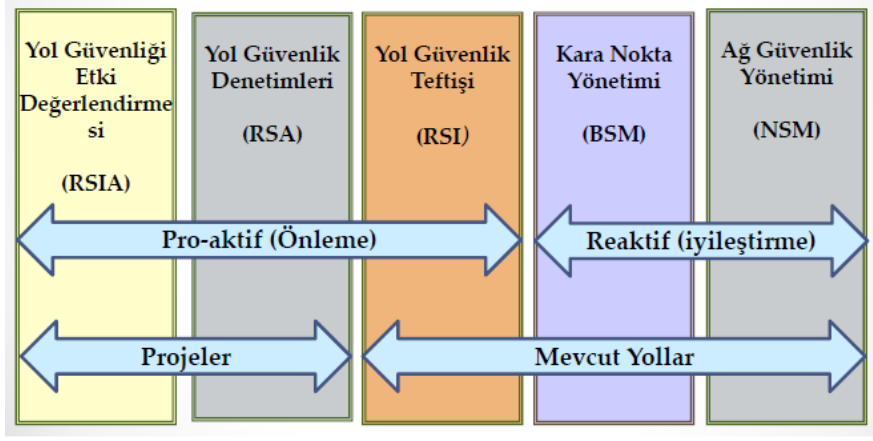 Yol Güvenliği
Etki
Değerlendirme
si
(RSIA)
Yol Güvenlik
Denetimleri
(RSA)
Yol Güvenlik
Teftişi
(RSI)
Kara Nokta
Yönetimi
(BSM)
Ağ Güvenlik
Yönetimi
(NSM)
Pro-aktif (Önleme)
Reaktif (iyileştirme)
Projeler
Mevcut Yollar